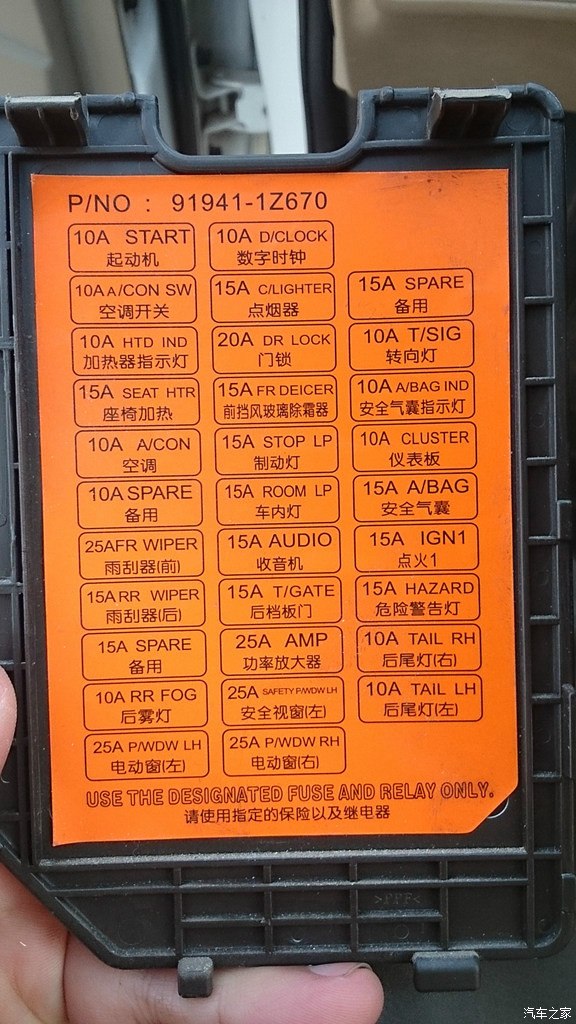 P/NO : 91941-1Z670
10A START
起动机
10A D/CLOCK
数字时钟
10A A/CON SW
空调开关
15A C/LIGHTER
点烟器
15A SPARE
备用
10A HTD IND
加热器指示灯
20A DR LOCK
门锁
10A T/SIG
转向灯
15A SEAT HTR
座椅加热
15A FR DEICER
前挡风玻璃除霜器
10A A/BAG IND
安全气囊指示灯
10A A/CON
空调
15A STOP LP
制动灯
10A CLUSTER
仪表板
10A SPARE
备用
15A ROOM LP
车内灯
15A A/BAG
安全气囊
25A FR WIPER
雨刮器(前)
15A AUDIO
收音机
15A IGN1
点火1
15A RR WIPER
雨刮器(后)
15A T/GATE
后档板门
15A HAZARD
危险警告灯
15A SPARE
备用
25A AMP
功率放大器
10A TAIL RH
后尾灯(右)
10A RR FOG
后雾灯
25A SAFETY P/WDW LH
安全视窗(左)
10A TAIL LH
后尾灯(左)
25A P/WDW LH
电动窗(左)
25A P/WDW RH
电动窗(右)
USE THE DESIGNATED FUSE AND RELAY ONLY.
请使用指定的保险以及继电器
>PPF<
汽车之家